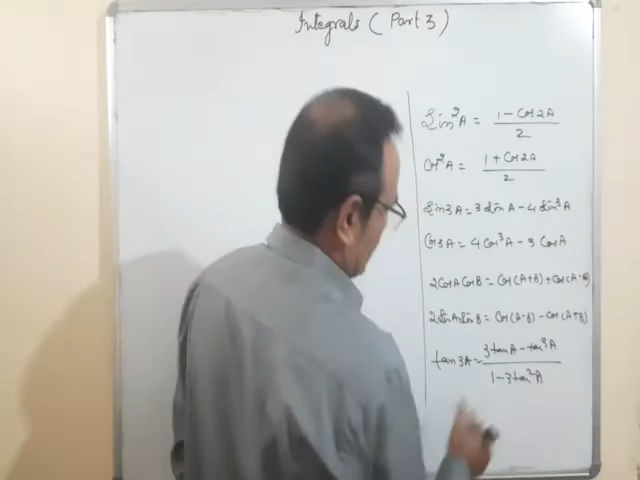 Integrals ( Part 3 )
Sin²A = 1 - Cos2A / 2
Cos²A = 1 + Cos2A / 2
Sin3A = 3 Sin A - 4 Sin³A
Cos3A = 4 Cos³A - 3 CosA
2CosA CosB = Cos(A+A) + Cos(A-B)
2SinA SinB = Cos(A-B) - Cos(A+B)
tan3A = 3tanA - tan³A / 1 - 3tan²A